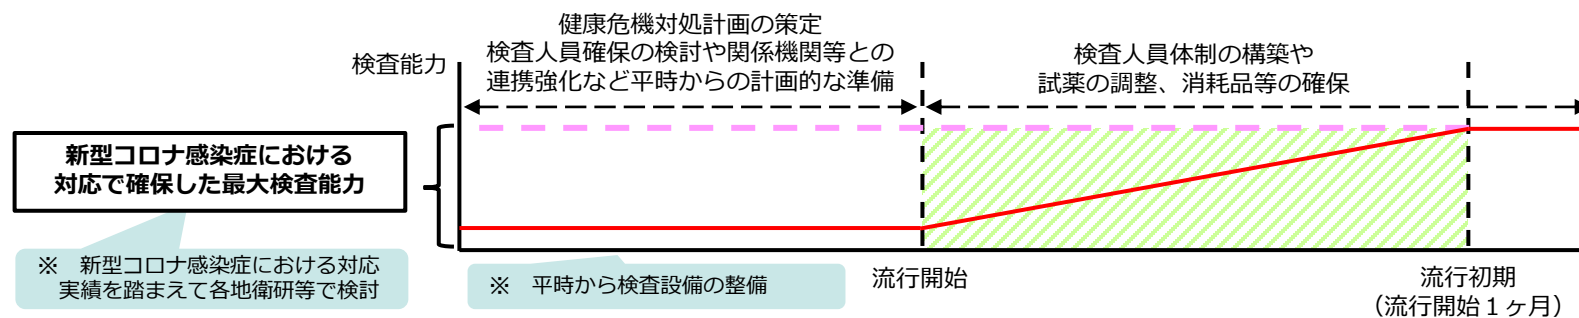 健康危機対処計画の策定
検査人員確保の検討や関係機関等との
連携強化など平時からの計画的な準備
検査人員体制の構築や
試薬の調整、消耗品等の確保
検査能力
新型コロナ感染症における
対応で確保した最大検査能力
※　新型コロナ感染症における対応
実績を踏まえて各地衛研等で検討
※　平時から検査設備の整備
流行開始
流行初期
（流行開始１ヶ月）